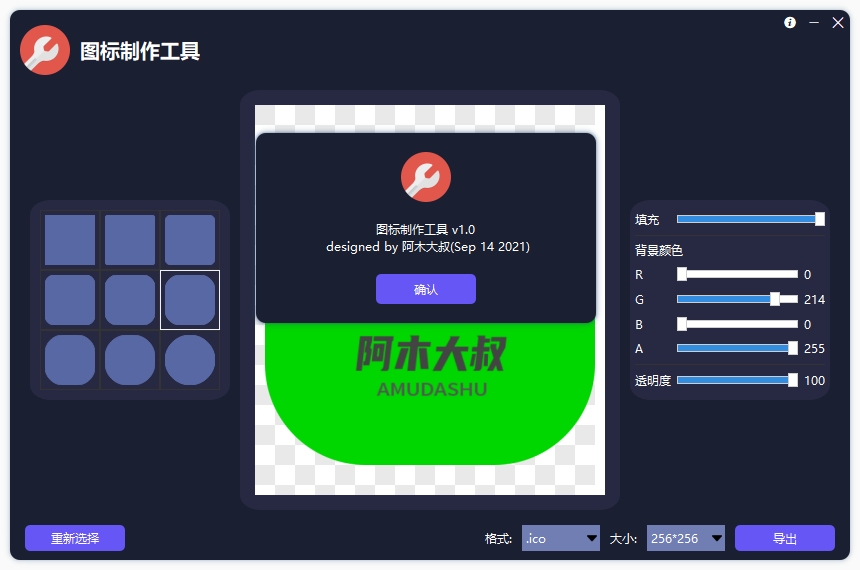 图标制作工具
图标制作工具 v1.0
designed by 阿木大叔(Sep 14 2021)
确认
阿木大叔
AMUDASHU
填充
背景颜色
R 0
G 214
B 0
A 255
透明度 100
重新选择
格式: .ico 大小: 256*256 导出